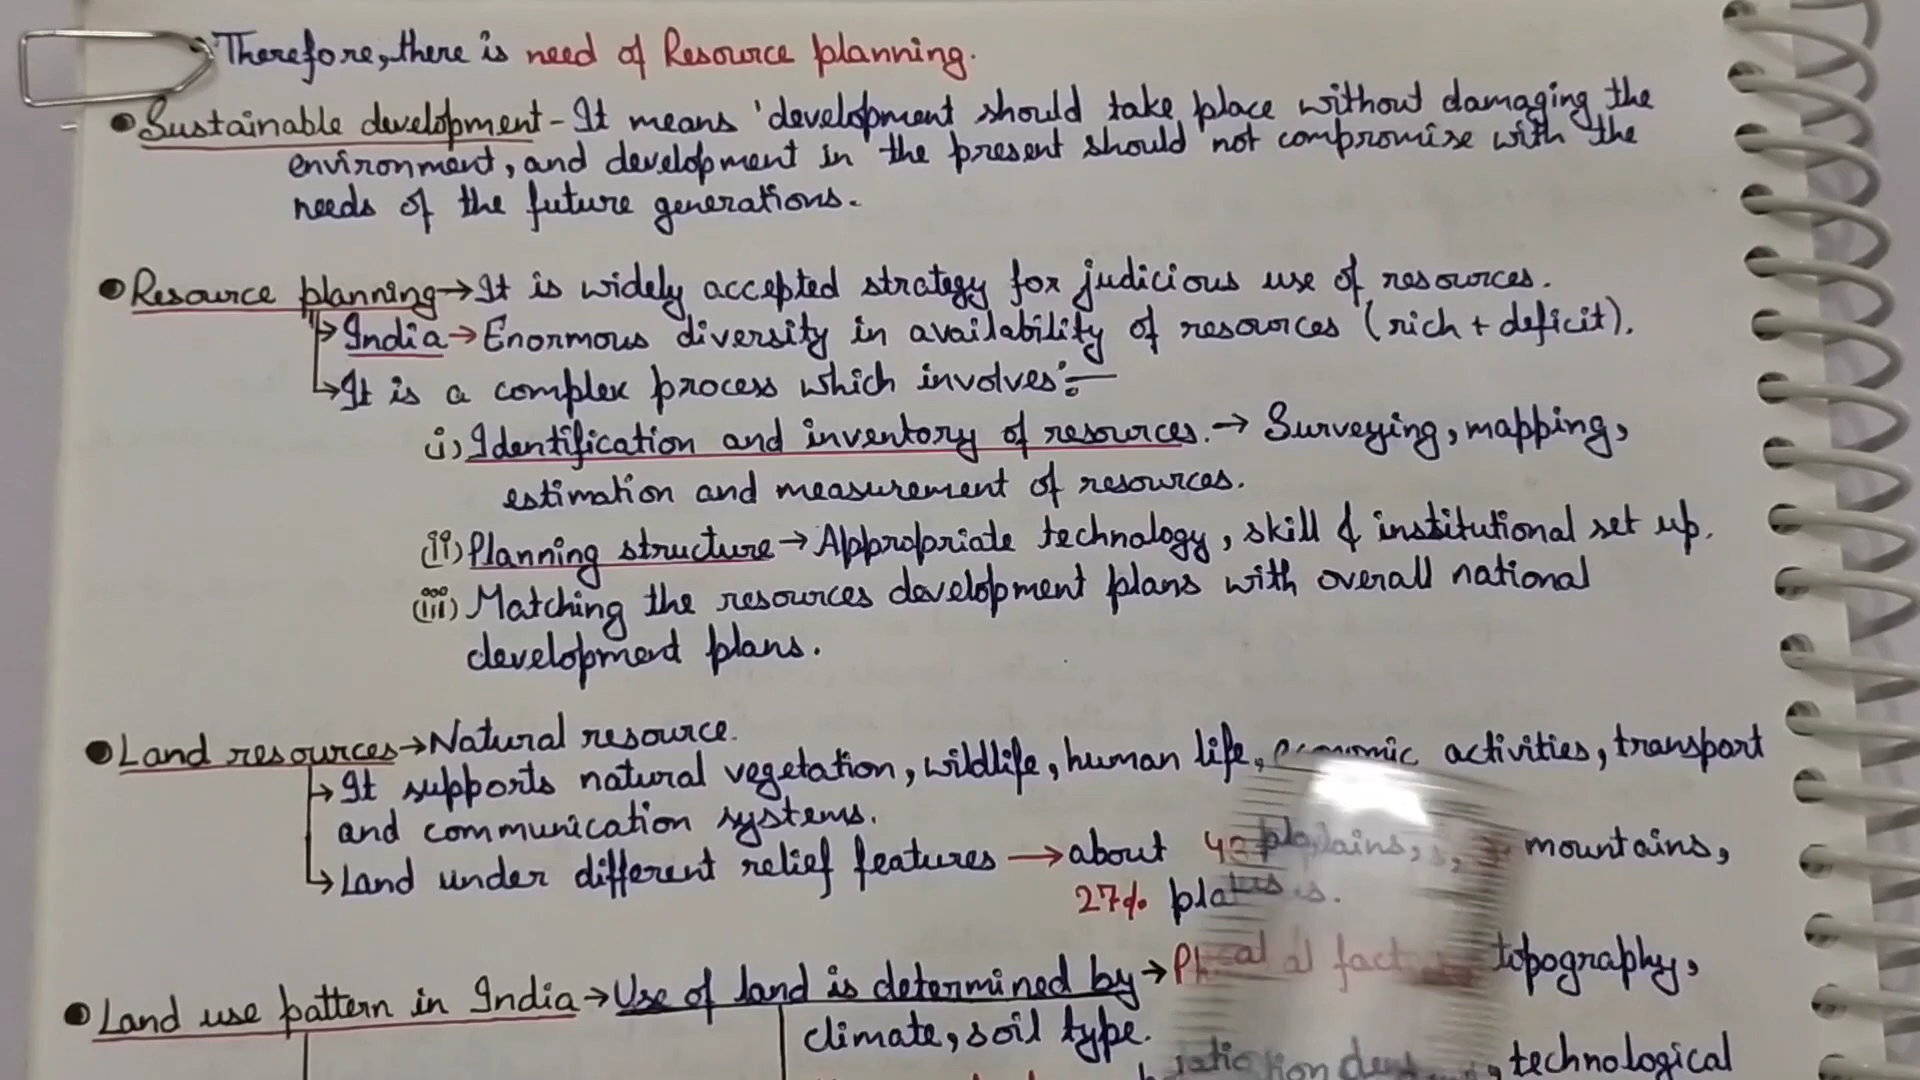 Therefore, there is need of Resource planning.
Sustainable development - It means 'development should take place without damaging the
environment, and development in the present should not compromise with the
needs of the future generations.
Resource planning → It is widely accepted strategy for judicious use of resources.
India → Enormous diversity in availability of resources (rich + deficit).
It is a complex process which involves:-
(i) Identification and inventory of resources. → Surveying, mapping,
estimation and measurement of resources.
(ii) Planning structure → Appropriate technology, skill & institutional set up.
(iii) Matching the resources development plans with overall national
development plans.
Land resources → Natural resource.
It supports natural vegetation, wildlife, human life, economic activities, transport
and communication systems.
Land under different relief features → about mountains,
27%
Land use pattern in India → Use of land is determined by → topography,
climate, soil type.
technological